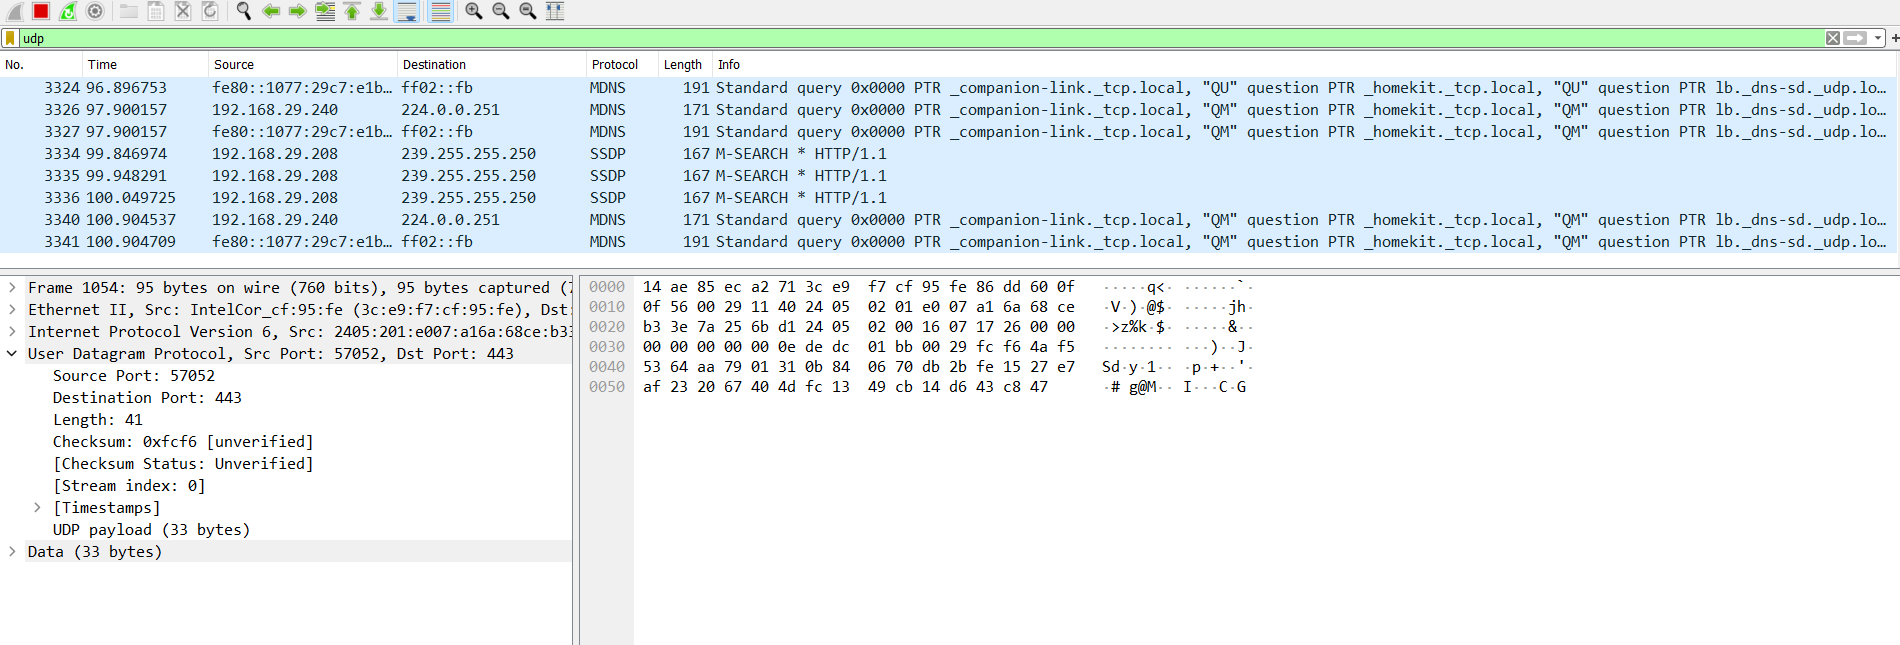 udp
No. Time Source Destination Protocol Length Info
3324 96.896753 fe80::1077:29c7:e1b… ff02::fb MDNS 191 Standard query 0x0000 PTR _companion-link._tcp.local, "QU" question PTR _homekit._tcp.local, "QU" question PTR lb._dns-sd._udp.lo…
3326 97.900157 192.168.29.240 224.0.0.251 MDNS 171 Standard query 0x0000 PTR _companion-link._tcp.local, "QM" question PTR _homekit._tcp.local, "QM" question PTR lb._dns-sd._udp.lo…
3327 97.900157 fe80::1077:29c7:e1b… ff02::fb MDNS 191 Standard query 0x0000 PTR _companion-link._tcp.local, "QM" question PTR _homekit._tcp.local, "QM" question PTR lb._dns-sd._udp.lo…
3334 99.846974 192.168.29.208 239.255.255.250 SSDP 167 M-SEARCH * HTTP/1.1
3335 99.948291 192.168.29.208 239.255.255.250 SSDP 167 M-SEARCH * HTTP/1.1
3336 100.049725 192.168.29.208 239.255.255.250 SSDP 167 M-SEARCH * HTTP/1.1
3340 100.904537 192.168.29.240 224.0.0.251 MDNS 171 Standard query 0x0000 PTR _companion-link._tcp.local, "QM" question PTR _homekit._tcp.local, "QM" question PTR lb._dns-sd._udp.lo…
3341 100.904709 fe80::1077:29c7:e1b… ff02::fb MDNS 191 Standard query 0x0000 PTR _companion-link._tcp.local, "QM" question PTR _homekit._tcp.local, "QM" question PTR lb._dns-sd._udp.lo…
Frame 1054: 95 bytes on wire (760 bits), 95 bytes captured (7
Ethernet II, Src: IntelCor_cf:95:fe (3c:e9:f7:cf:95:fe), Dst:
Internet Protocol Version 6, Src: 2405:201:e007:a16a:68ce:b33
User Datagram Protocol, Src Port: 57052, Dst Port: 443
Source Port: 57052
Destination Port: 443
Length: 41
Checksum: 0xfcf6 [unverified]
[Checksum Status: Unverified]
[Stream index: 0]
[Timestamps]
UDP payload (33 bytes)
Data (33 bytes)
0000 14 ae 85 ec a2 71 3c e9 f7 cf 95 fe 86 dd 60 0f ·····q<· ······`·
0010 0f 56 00 29 11 40 24 05 02 01 e0 07 a1 6a 68 ce ·V·)·@$· ·····jh·
0020 b3 3e 7a 25 6b d1 24 05 02 00 16 07 17 26 00 00 ·>z%k·$· ·····&··
0030 00 00 00 00 00 0e de dc 01 bb 00 29 fc f6 4a f5 ········ ···)··J·
0040 53 64 aa 79 01 31 0b 84 06 70 db 2b fe 15 27 e7 Sd·y·1·· ·p·+··'·
0050 af 23 20 67 40 4d fc 13 49 cb 14 d6 43 c8 47 ·# g@M·· I···C·G